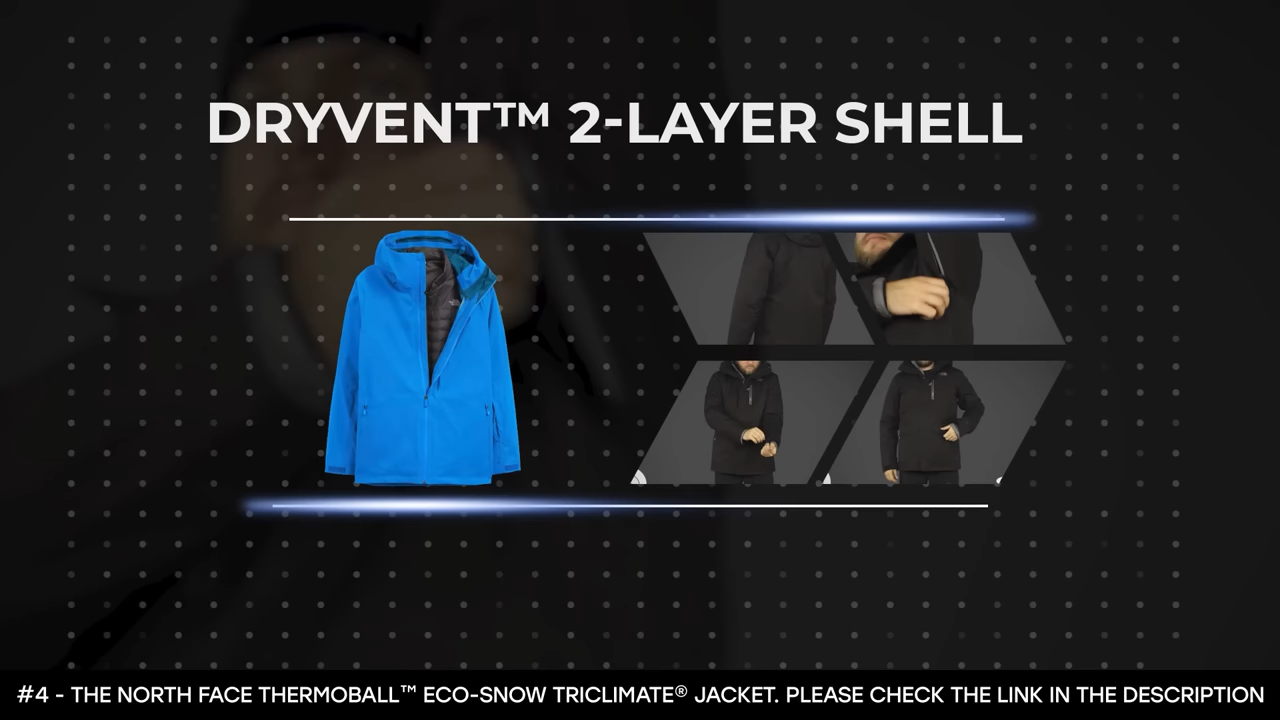 DRYVENT™ 2-LAYER SHELL
#4 - THE NORTH FACE THERMOBALL™ ECO-SNOW TRICLIMATE® JACKET. PLEASE CHECK THE LINK IN THE DESCRIPTION